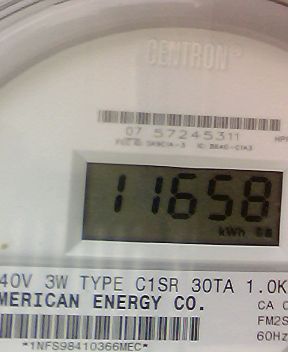 CENTRON®
07 57245311
11658
kWh
40V 3W TYPE C1SR 30TA 1.0K
MERICAN ENERGY CO.
CA 0
FM2S
60Hz
*1NFS98410366MEC*